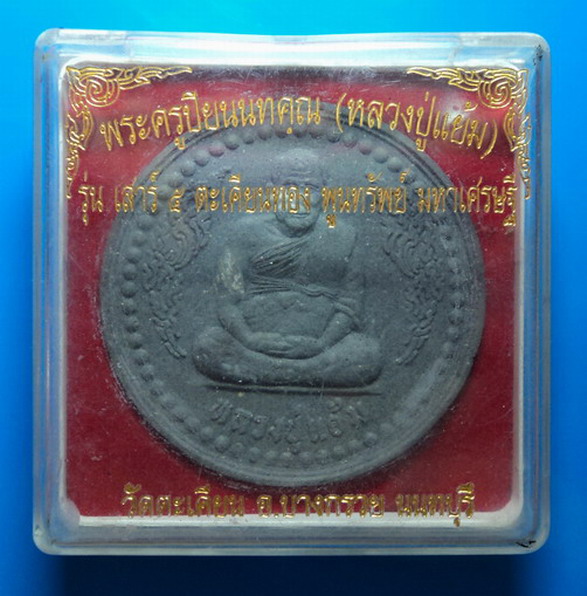 พระครูปิยนนทคุณ (หลวงปู่แย้ม)
รุ่น เสาร์ ๕ ตะเคียนทอง พูนทรัพย์ มหาเศรษฐี
หลวงปู่แย้ม
วัดตะเคียน อ.บางกรวย นนทบุรี